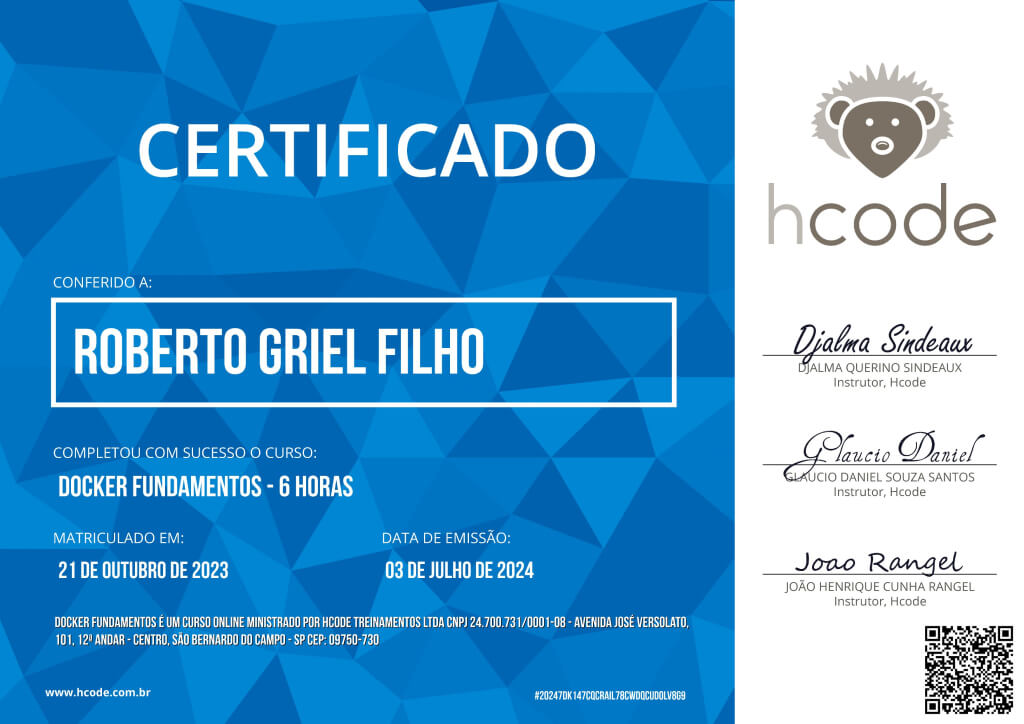 CERTIFICADO
CONFERIDO A:
ROBERTO GRIEL FILHO
COMPLETOU COM SUCESSO O CURSO:
DOCKER FUNDAMENTOS - 6 HORAS
MATRICULADO EM:
DATA DE EMISSÃO:
21 DE OUTUBRO DE 2023
03 DE JULHO DE 2024
DOCKER FUNDAMENTOS É UM CURSO ONLINE MINISTRADO POR HCODE TREINAMENTOS LTDA CNPJ 24.700.731/0001-08 - AVENIDA JOSÉ VERSOLATO,
101, 12º ANDAR - CENTRO, SÃO BERNARDO DO CAMPO - SP CEP: 09750-730
www.hcode.com.br
#20247DK147CQCRAIL78CWDQCUDOLV8G9
hcode
Djalma Sindeaux
DJALMA QUERINO SINDEAUX
Instrutor, Hcode
Glaucio Daniel
GLAUCIO DANIEL SOUZA SANTOS
Instrutor, Hcode
Joao Rangel
JOÃO HENRIQUE CUNHA RANGEL
Instrutor, Hcode